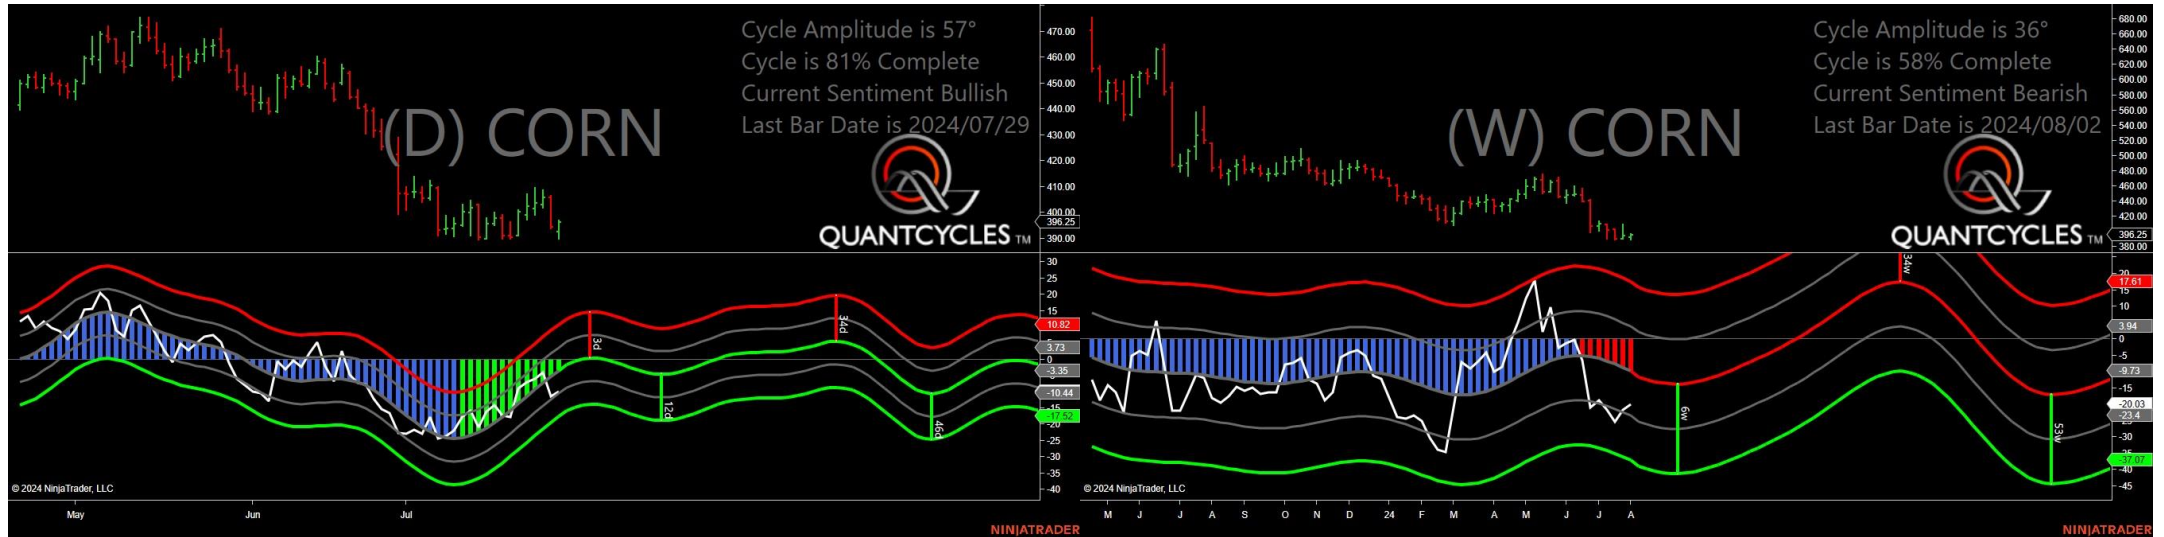 Cycle Amplitude is 57°
Cycle is 81% Complete
Current Sentiment Bullish
Last Bar Date is 2024/07/29
(D) CORN
QUANTCYCLES TM
470.00
460.00
450.00
440.00
430.00
420.00
410.00
400.00
396.25
390.00
30
25
20
15
10.82
5
3.73
0
-3.35
-10.44
-15
-17.52
-20
-25
-30
-35
-40
3d
12d
34d
46d
© 2024 NinjaTrader, LLC
May
Jun
Jul
NINJATRADER
Cycle Amplitude is 36°
Cycle is 58% Complete
Current Sentiment Bearish
Last Bar Date is 2024/08/02
(W) CORN
QUANTCYCLES TM
680.00
660.00
640.00
620.00
600.00
580.00
560.00
540.00
520.00
500.00
480.00
460.00
440.00
420.00
396.25
380.00
20
17.61
10
3.94
0
-5
-9.73
-15
-20.03
-23.4
-30
-37.07
-40
-45
6w
34w
53w
© 2024 NinjaTrader, LLC
M J J A S O N D 24 F M A M J J A
NINJATRADER